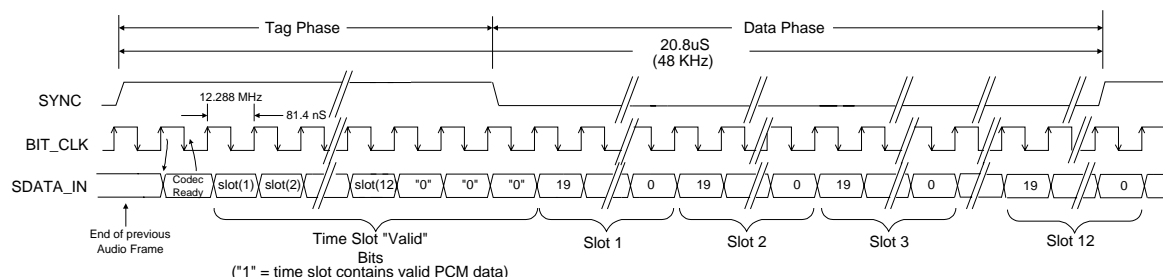 Tag Phase
Data Phase
20.8uS
(48 KHz)
SYNC
12.288 MHz
81.4 nS
BIT_CLK
SDATA_IN
Codec
Ready
slot(1)
slot(2)
slot(12
"0"
"0"
"0"
19
0
19
0
19
0
19
0
End of previous
Audio Frame
Time Slot "Valid"
Bits
("1" = time slot contains valid PCM data)
Slot 1
Slot 2
Slot 3
Slot 12